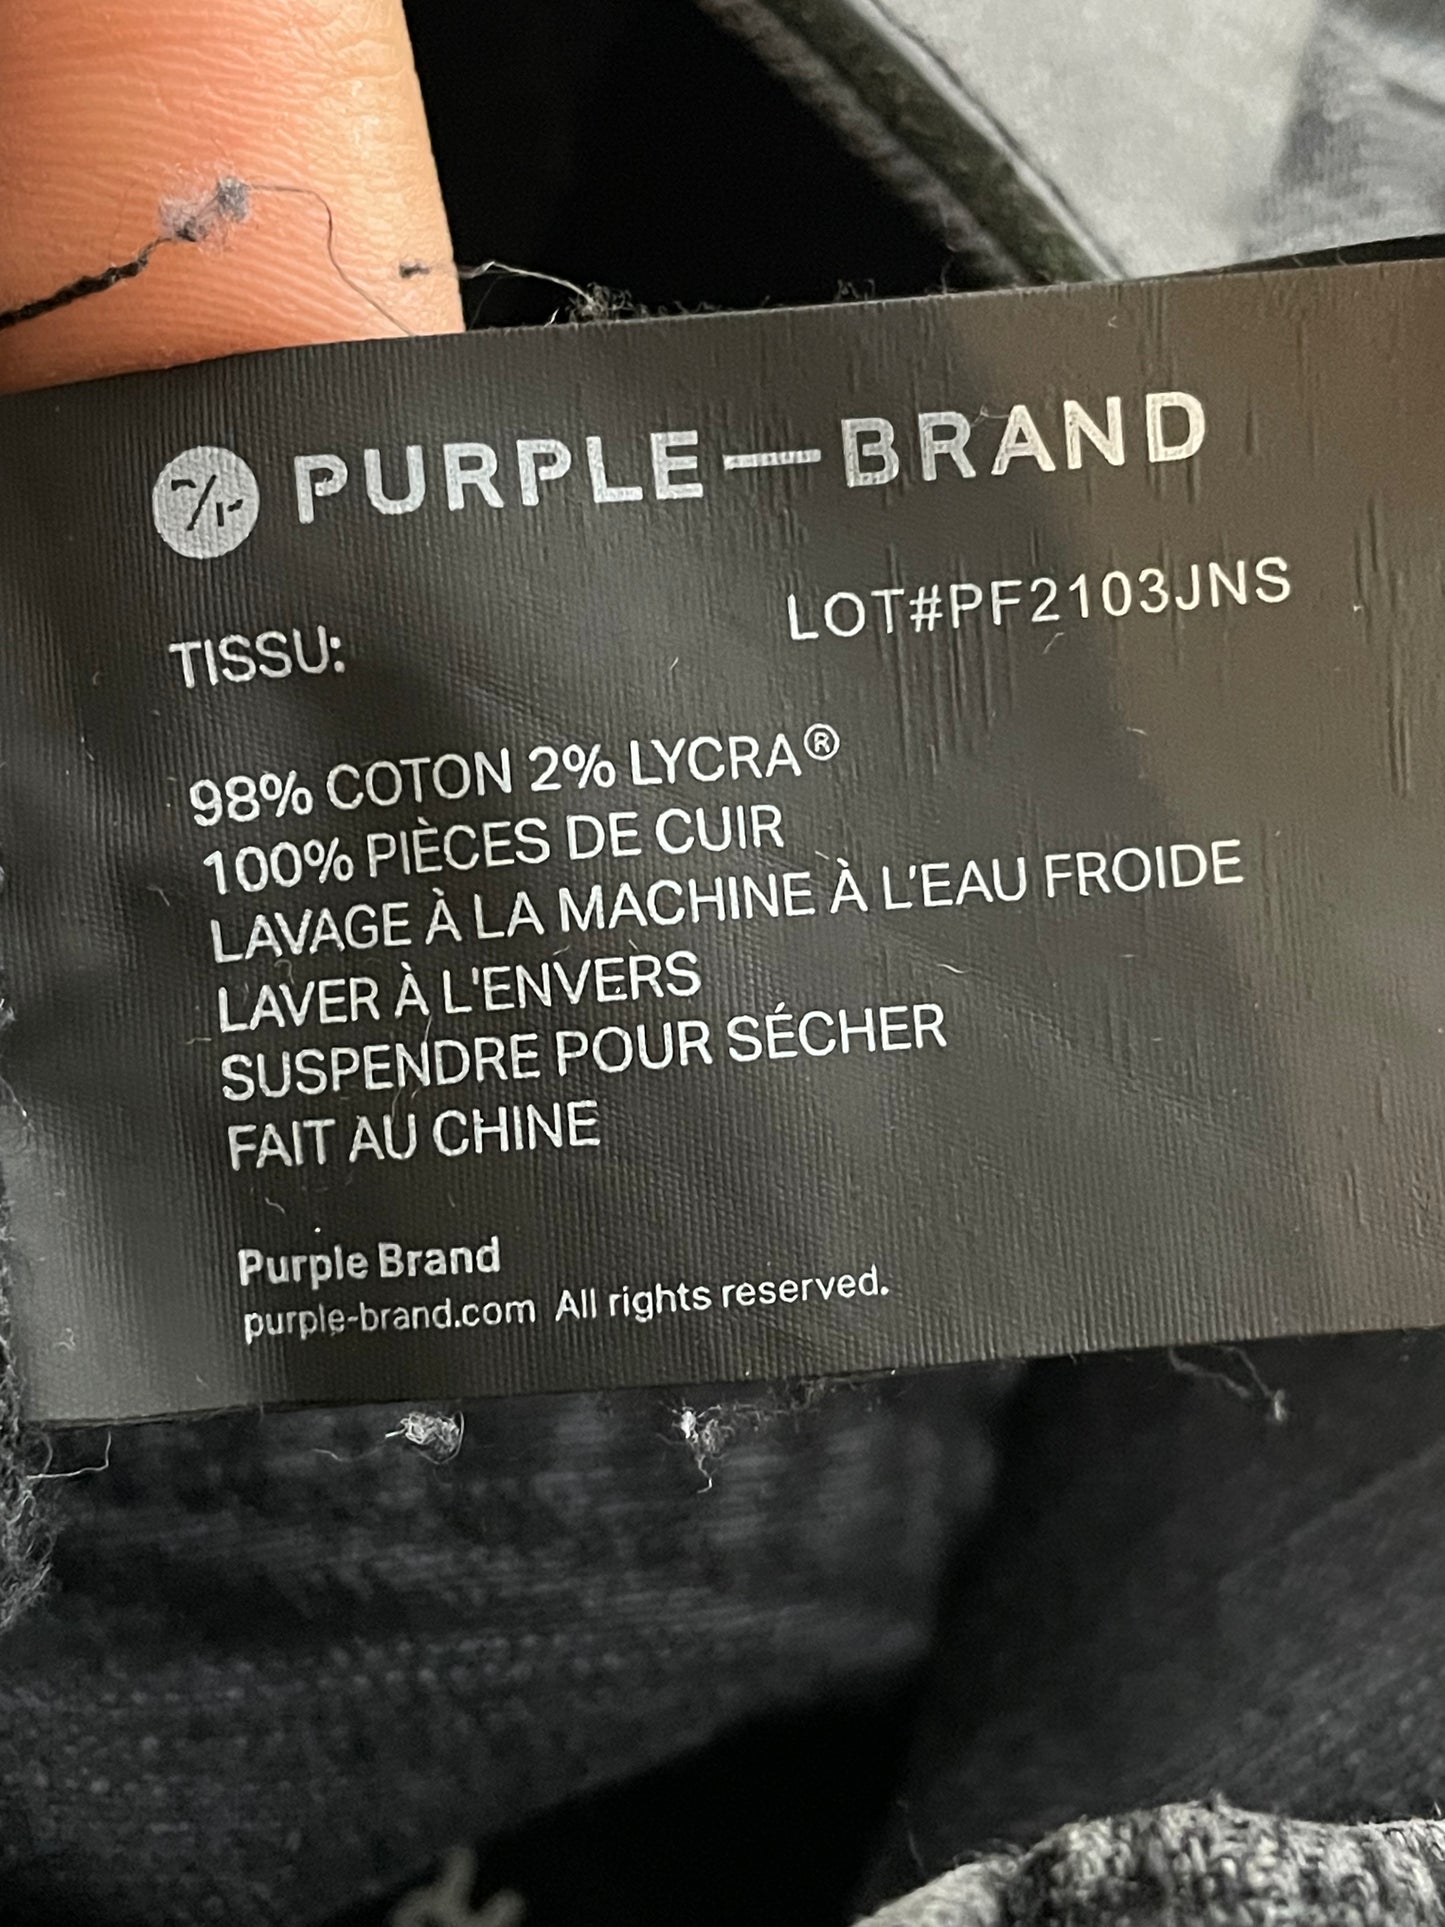 PURPLE—BRAND
LOT#PF2103JNS
TISSU:
98% COTON 2% LYCRA®
100% PIÈCES DE CUIR
LAVAGE À LA MACHINE À L'EAU FROIDE
LAVER À L'ENVERS
SUSPENDRE POUR SÉCHER
FAIT AU CHINE
Purple Brand
purple-brand.com All rights reserved.